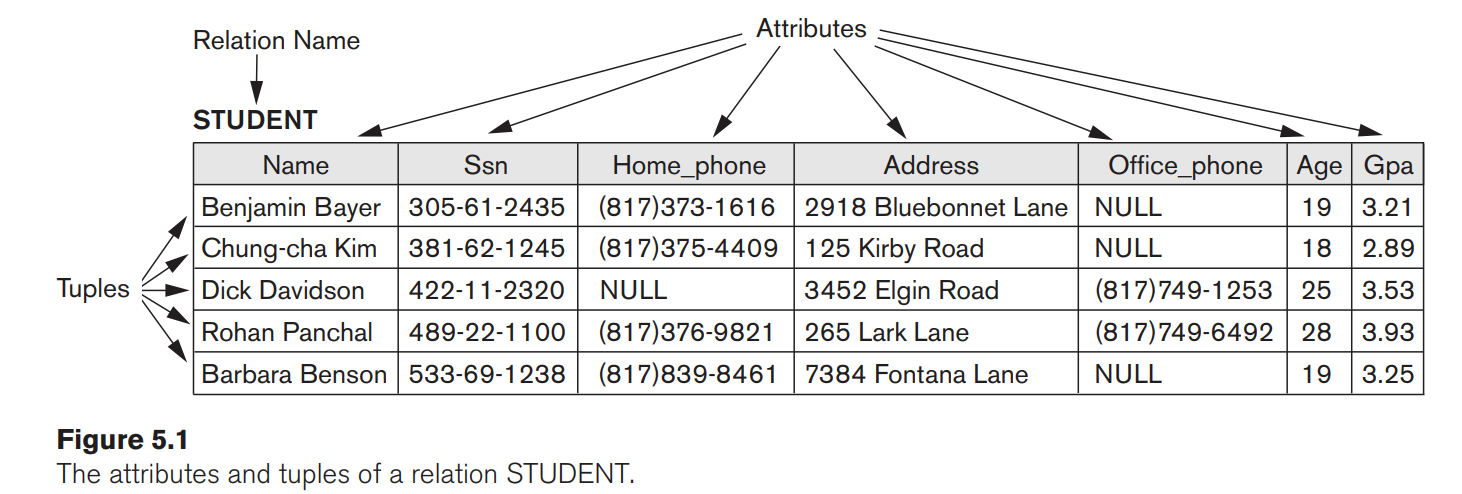 Attributes
Relation Name
STUDENT
Name Ssn Home_phone Address Office_phone Age Gpa
Benjamin Bayer 305-61-2435 (817)373-1616 2918 Bluebonnet Lane NULL 19 3.21
Chung-cha Kim 381-62-1245 (817)375-4409 125 Kirby Road NULL 18 2.89
Tuples Dick Davidson 422-11-2320 NULL 3452 Elgin Road (817)749-1253 25 3.53
Rohan Panchal 489-22-1100 (817)376-9821 265 Lark Lane (817)749-6492 28 3.93
Barbara Benson 533-69-1238 (817)839-8461 7384 Fontana Lane NULL 19 3.25
Figure 5.1
The attributes and tuples of a relation STUDENT.